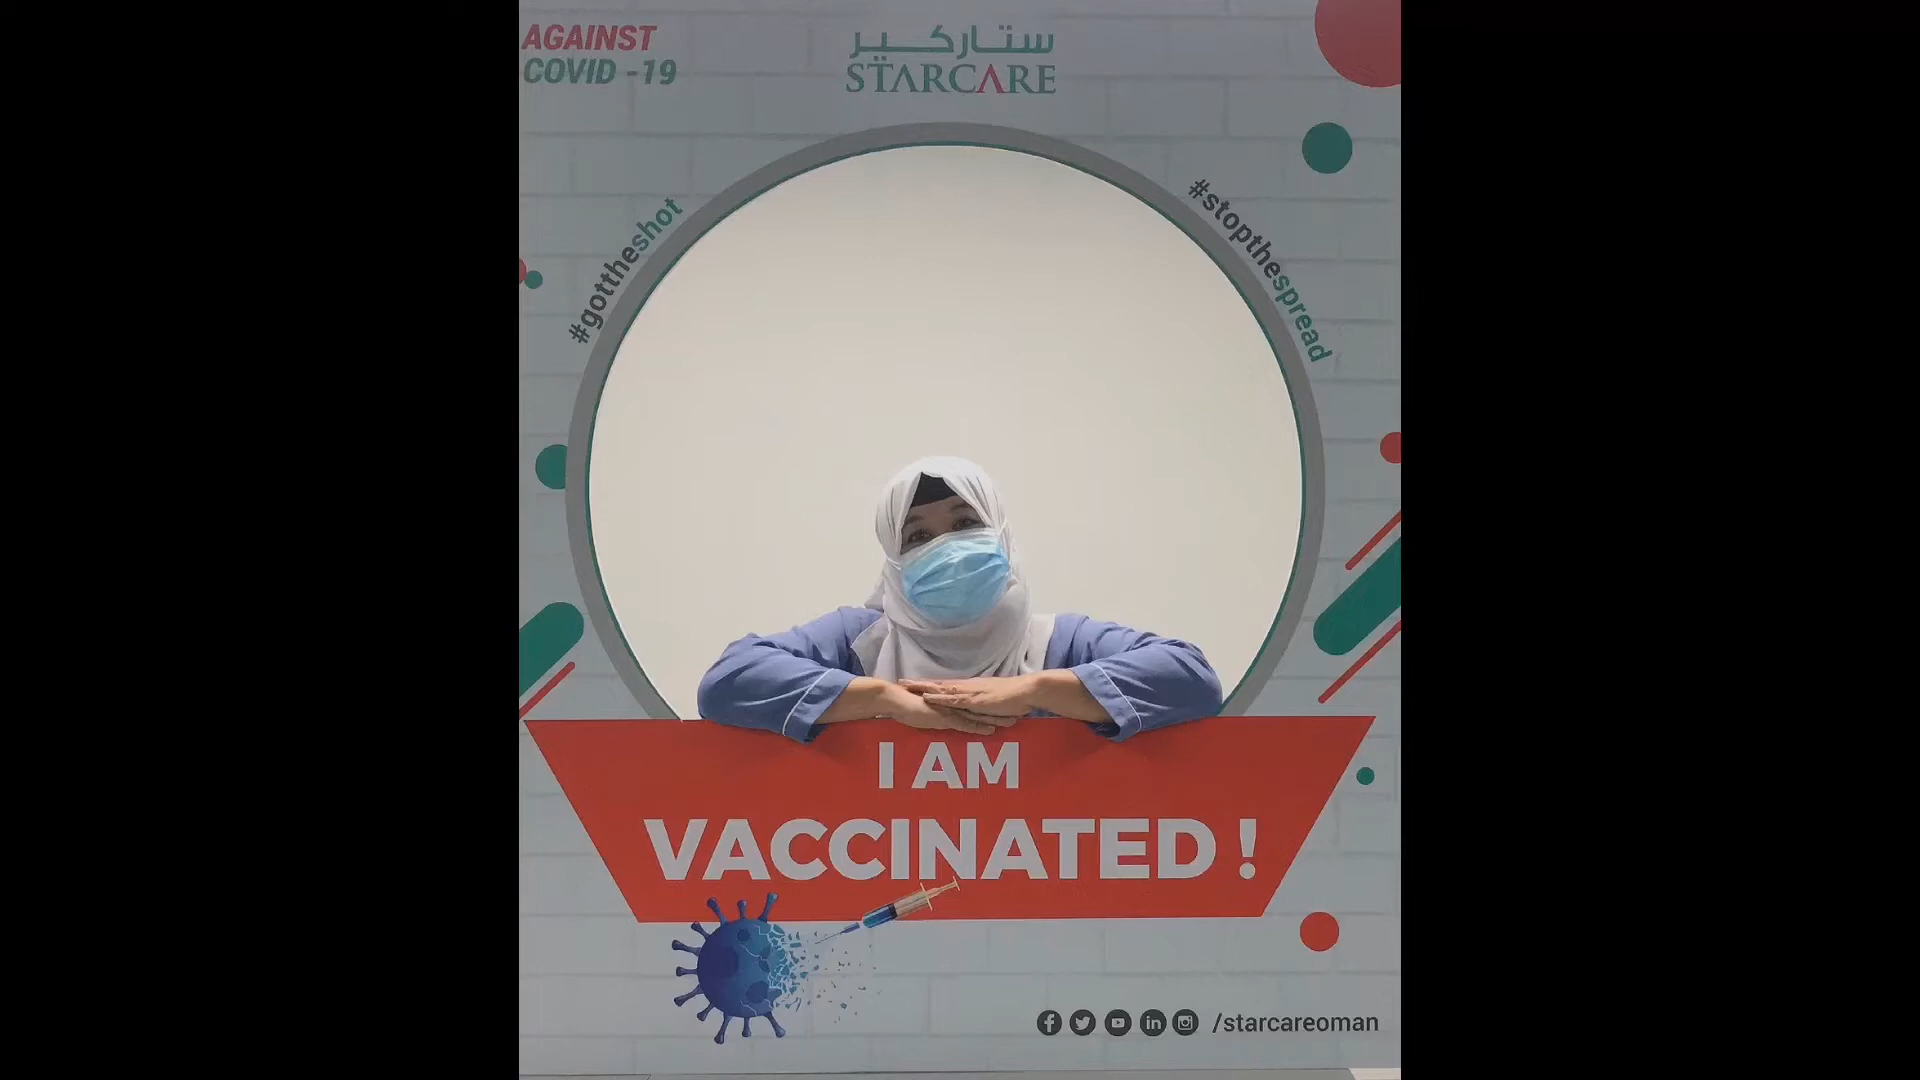 AGAINST
COVID -19
ستاركير
STARCARE
#gottheshot
#stopthespread
I AM
VACCINATED !
/starcareoman